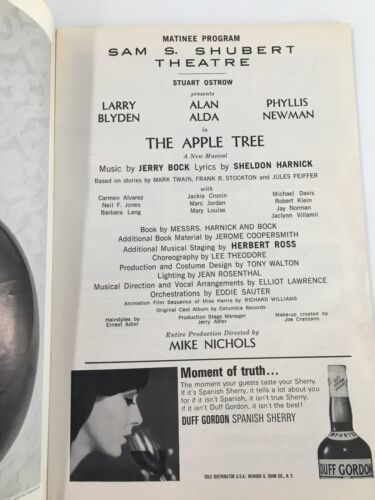 MATINEE PROGRAM
SAM S. SHUBERT
THEATRE
STUART OSTROW
presents
LARRY ALAN PHYLLIS
BLYDEN ALDA NEWMAN
in
THE APPLE TREE
A New Musical
Music by JERRY BOCK Lyrics by SHELDON HARNICK
Based on stories by MARK TWAIN, FRANK R. STOCKTON and JULES FEIFFER
with
Carmen Alvarez Jackie Cronin Michael Davis
Neil F. Jones Marc Jordan Robert Klein
Barbara Lang Mary Louise Jay Norman
Jaclynn Villamil
Book by MESSRS. HARNICK AND BOCK
Additional Book Material by JEROME COOPERSMITH
Additional Musical Staging by HERBERT ROSS
Choreography by LEE THEODORE
Production and Costume Design by TONY WALTON
Lighting by JEAN ROSENTHAL
Musical Direction and Vocal Arrangements by ELLIOT LAWRENCE
Orchestrations by EDDIE SAUTER
Animation Film Sequence of Miss Harris by RICHARD WILLIAMS
Original Cast Album by Columbia Records
Hairstyles by Production Stage Manager Make-up created by
Ernest Adler Jerry Adler Joe Cranzano
Entire Production Directed by
MIKE NICHOLS
Moment of truth...
The moment your guests taste your Sherry.
If it's Spanish Sherry, it tells a lot about you
for if it isn't Spanish, it isn't true Sherry;
if it isn't Duff Gordon, it isn't the best!
DUFF GORDON SPANISH SHERRY
IMPORTED
DUFF GORDON
SOLE DISTRIBUTOR U.S.A.: MUNSON G. SHAW CO., N.Y.